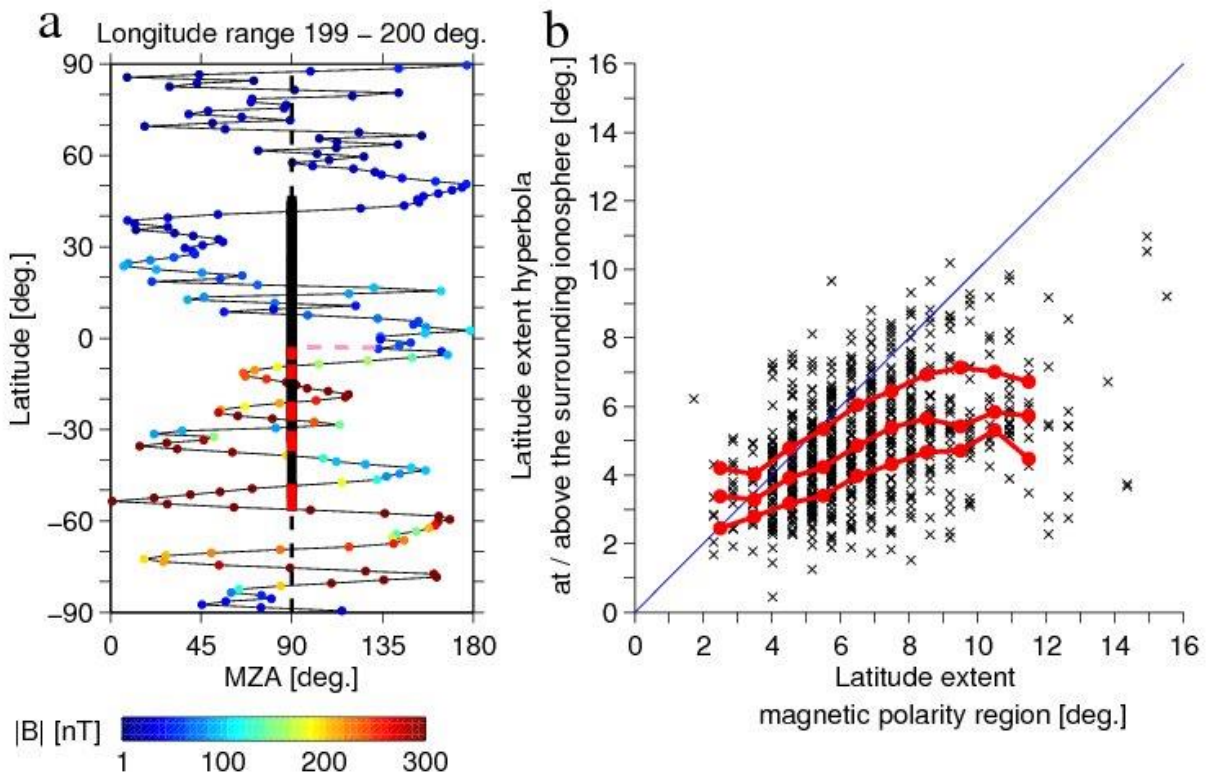 a
Longitude range 199 – 200 deg.
90
60
30
0
−30
−60
−90
Latitude [deg.]
0 45 90 135 180
MZA [deg.]
|B| [nT]
1 100 200 300
b
Latitude extent hyperbola
at / above the surrounding ionosphere [deg.]
16
14
12
10
8
6
4
2
0
0 2 4 6 8 10 12 14 16
Latitude extent
magnetic polarity region [deg.]